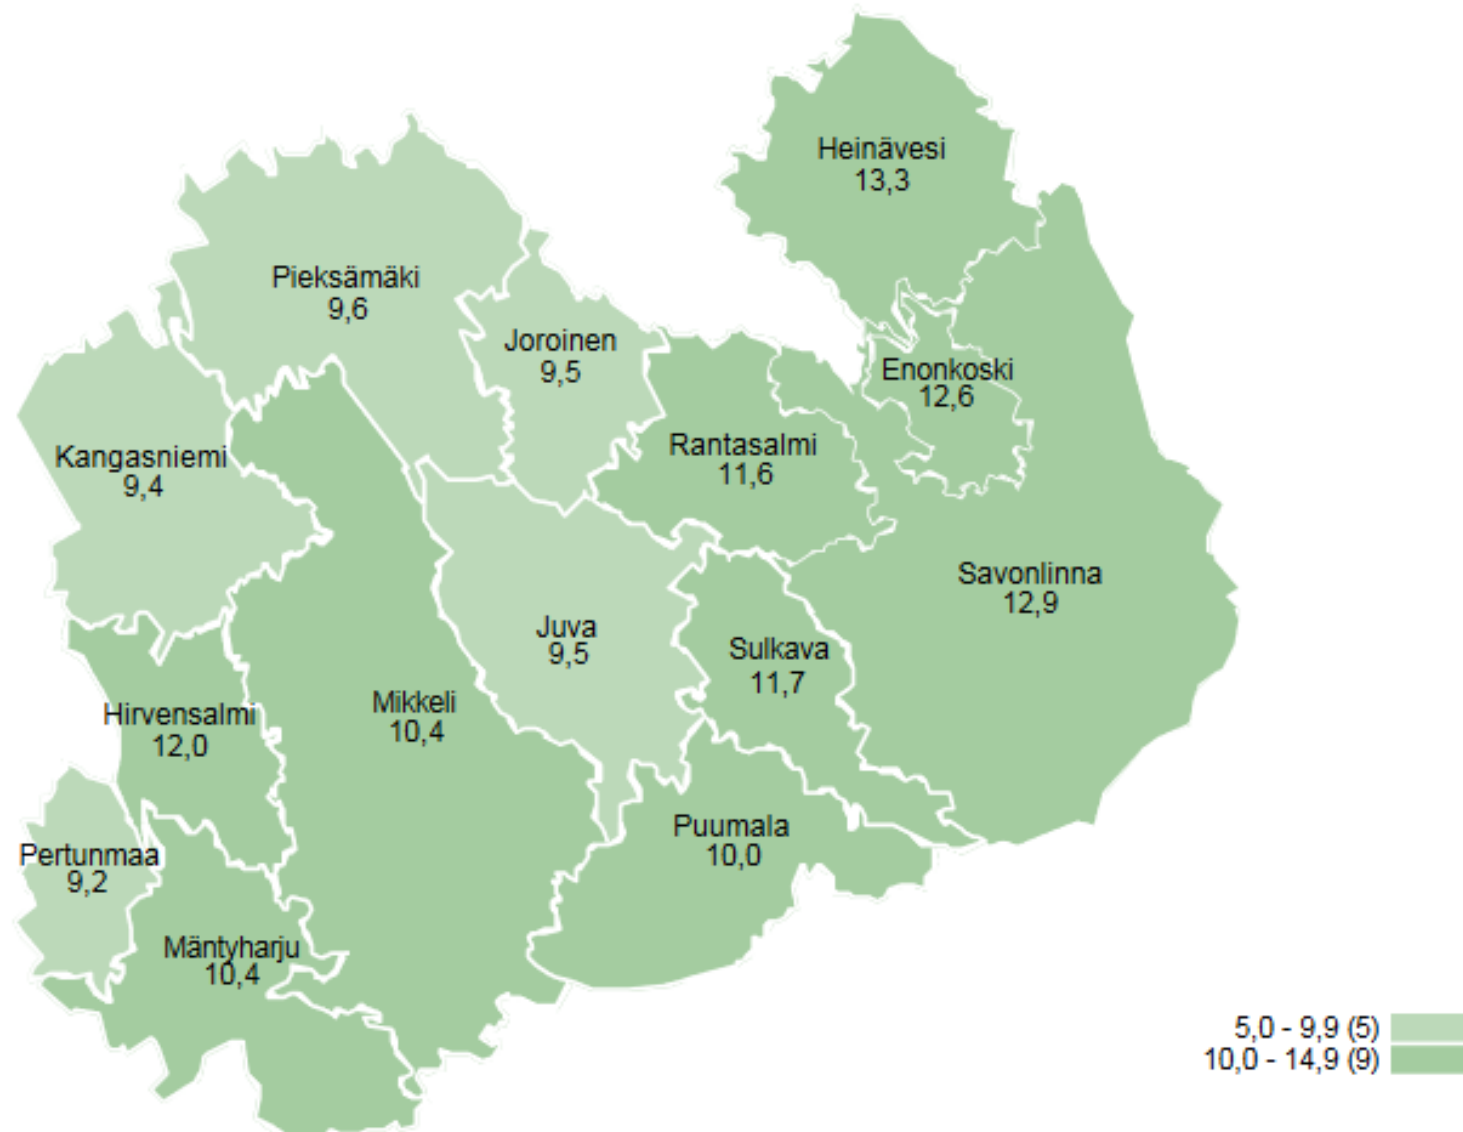 Heinävesi
13,3
Pieksämäki
9,6
Joroinen
9,5
Enonkoski
12,6
Kangasniemi
9,4
Rantasalmi
11,6
Savonlinna
12,9
Juva
9,5
Sulkava
11,7
Mikkeli
10,4
Hirvensalmi
12,0
Puumala
10,0
Pertunmaa
9,2
Mäntyharju
10,4
5,0 - 9,9 (5)
10,0 - 14,9 (9)